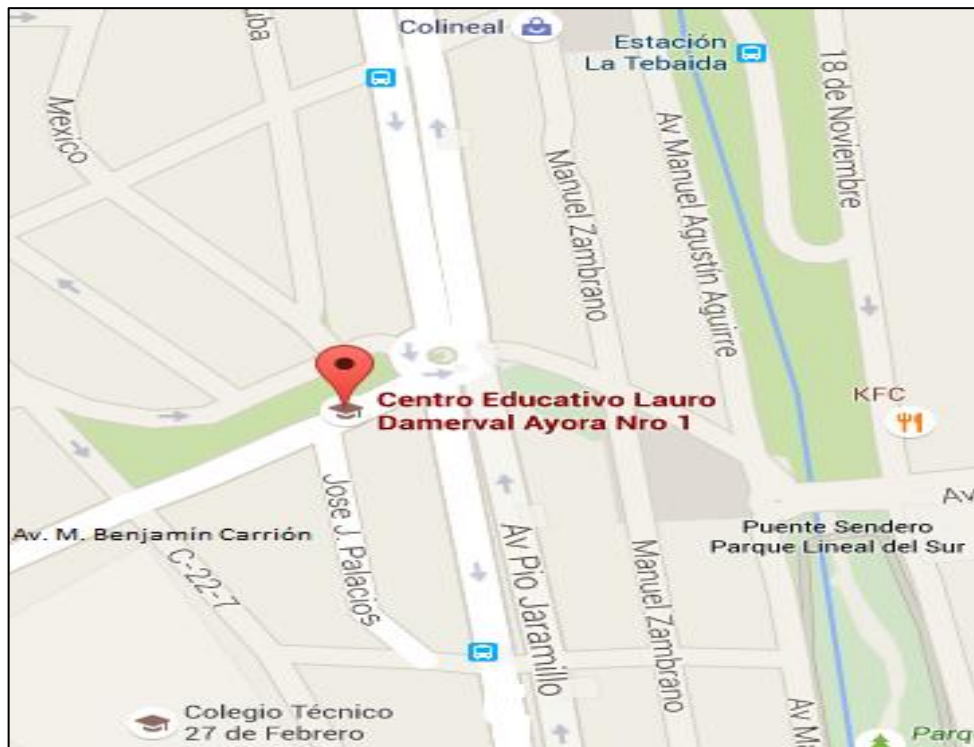 Colineal
Estación
La Tebaida
uba
Mexico
18 de Noviembre
Manuel Zambrano
Av Manuel Agustín Aguirre
KFC
Centro Educativo Lauro
Damerval Ayora Nro 1
Av
Jose J. Palacios
Av. M. Benjamín Carrión
Puente Sendero
Parque Lineal del Sur
C-22-7
Av Pio Jaramillo
Manuel Zambrano
Colegio Técnico
27 de Febrero
Av Ma
Parq